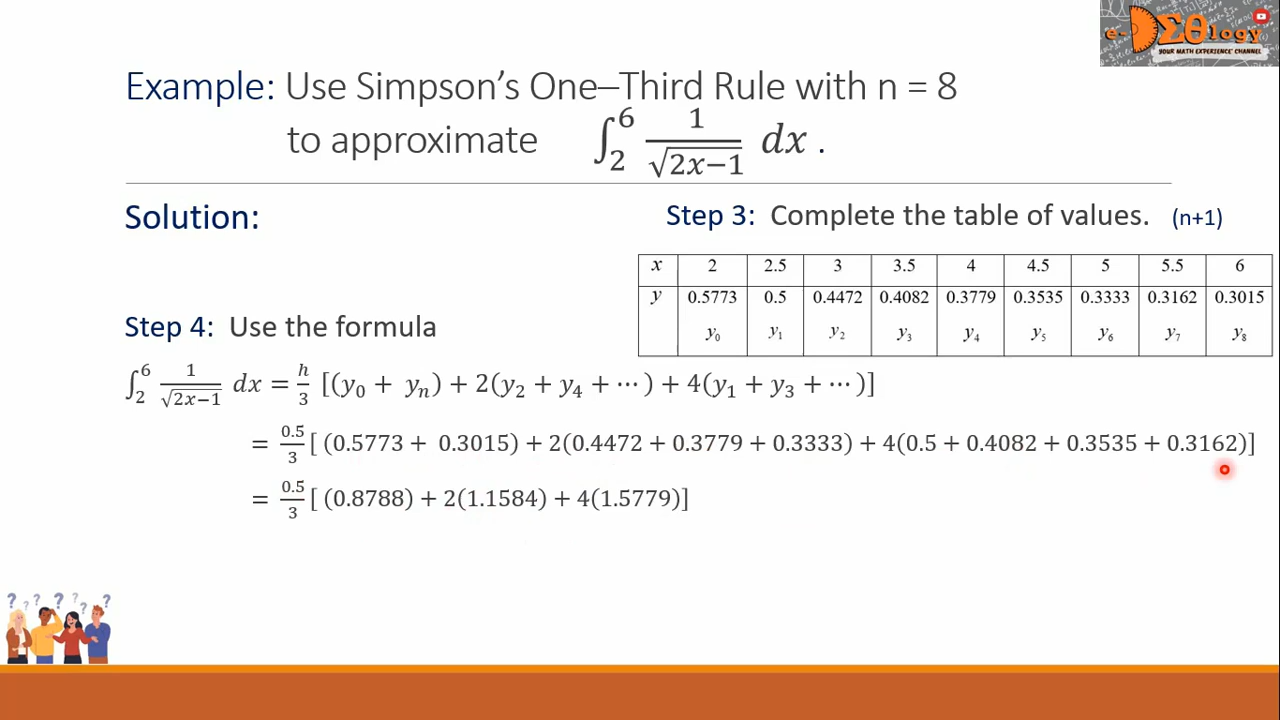 e-DΣθlogy
YOUR MATH EXPERIENCE CHANNEL
Example: Use Simpson's One–Third Rule with n = 8
to approximate ∫₂⁶ 1/√(2x−1) dx .
Solution:
Step 3: Complete the table of values. (n+1)
x 2 2.5 3 3.5 4 4.5 5 5.5 6
y 0.5773 0.5 0.4472 0.4082 0.3779 0.3535 0.3333 0.3162 0.3015
y₀ y₁ y₂ y₃ y₄ y₅ y₆ y₇ y₈
Step 4: Use the formula
∫₂⁶ 1/√(2x−1) dx = h/3 [(y₀ + yₙ) + 2(y₂ + y₄ + ⋯ ) + 4(y₁ + y₃ + ⋯ )]
= 0.5/3 [ (0.5773 + 0.3015) + 2(0.4472 + 0.3779 + 0.3333) + 4(0.5 + 0.4082 + 0.3535 + 0.3162)]
= 0.5/3 [ (0.8788) + 2(1.1584) + 4(1.5779)]
? ? ? ? ? ? ?